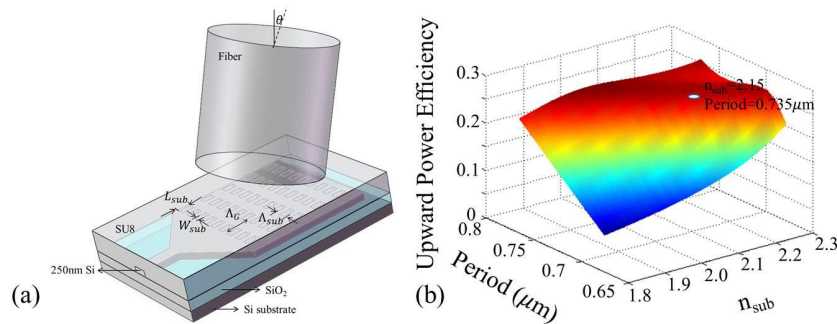 θ
Fiber
L_sub
W_sub
Λ_G
Λ_sub
SU8
250nm Si
SiO₂
Si substrate
(a)
Upward Power Efficiency
0.3
0.2
0.1
0
0.8
0.75
0.7
0.65
Period (μm)
1.8
1.9
2.0
2.1
2.2
2.3
n_sub
n_sub=2.15
Period=0.735μm
(b)